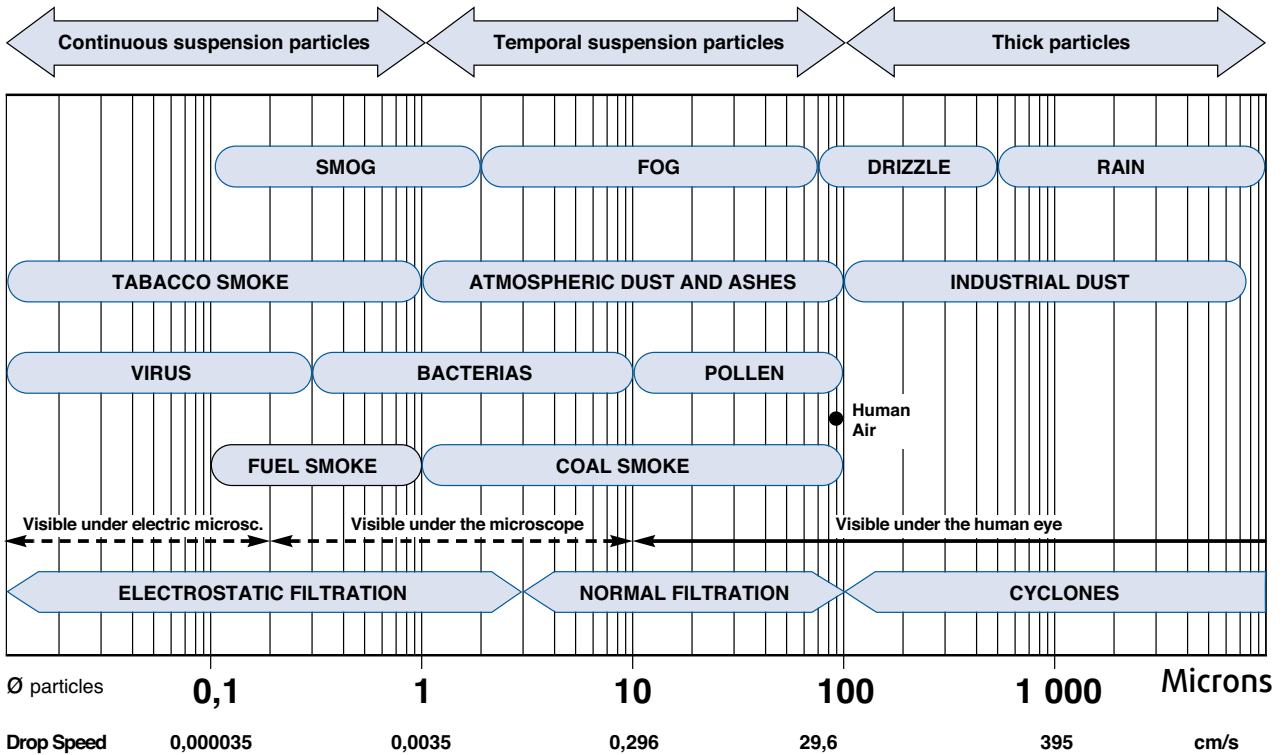 Continuous suspension particles Temporal suspension particles Thick particles
SMOG FOG DRIZZLE RAIN
TABACCO SMOKE ATMOSPHERIC DUST AND ASHES INDUSTRIAL DUST
VIRUS BACTERIAS POLLEN
Human
Air
FUEL SMOKE COAL SMOKE
Visible under electric microsc. Visible under the microscope Visible under the human eye
ELECTROSTATIC FILTRATION NORMAL FILTRATION CYCLONES
Ø particles 0,1 1 10 100 1 000 Microns
Drop Speed 0,000035 0,0035 0,296 29,6 395 cm/s